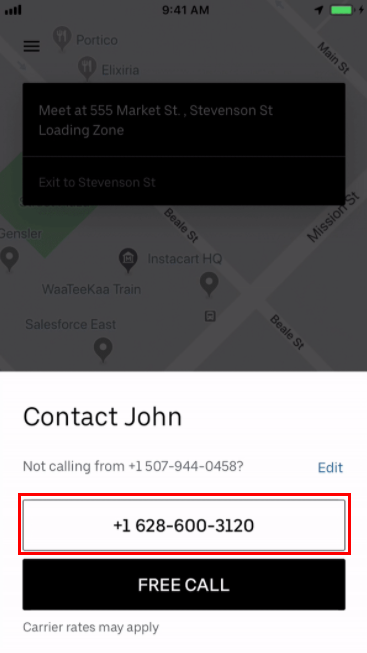 9:41 AM
Portico
Main St
Elixiria
Meet at 555 Market St. , Stevenson St
Loading Zone
Exit to Stevenson St
Mission St
Beale St
Gensler
Instacart HQ
WaaTeeKaa Train
Salesforce East
Beale St
Contact John
Not calling from +1 507-944-0458?
Edit
+1 628-600-3120
FREE CALL
Carrier rates may apply